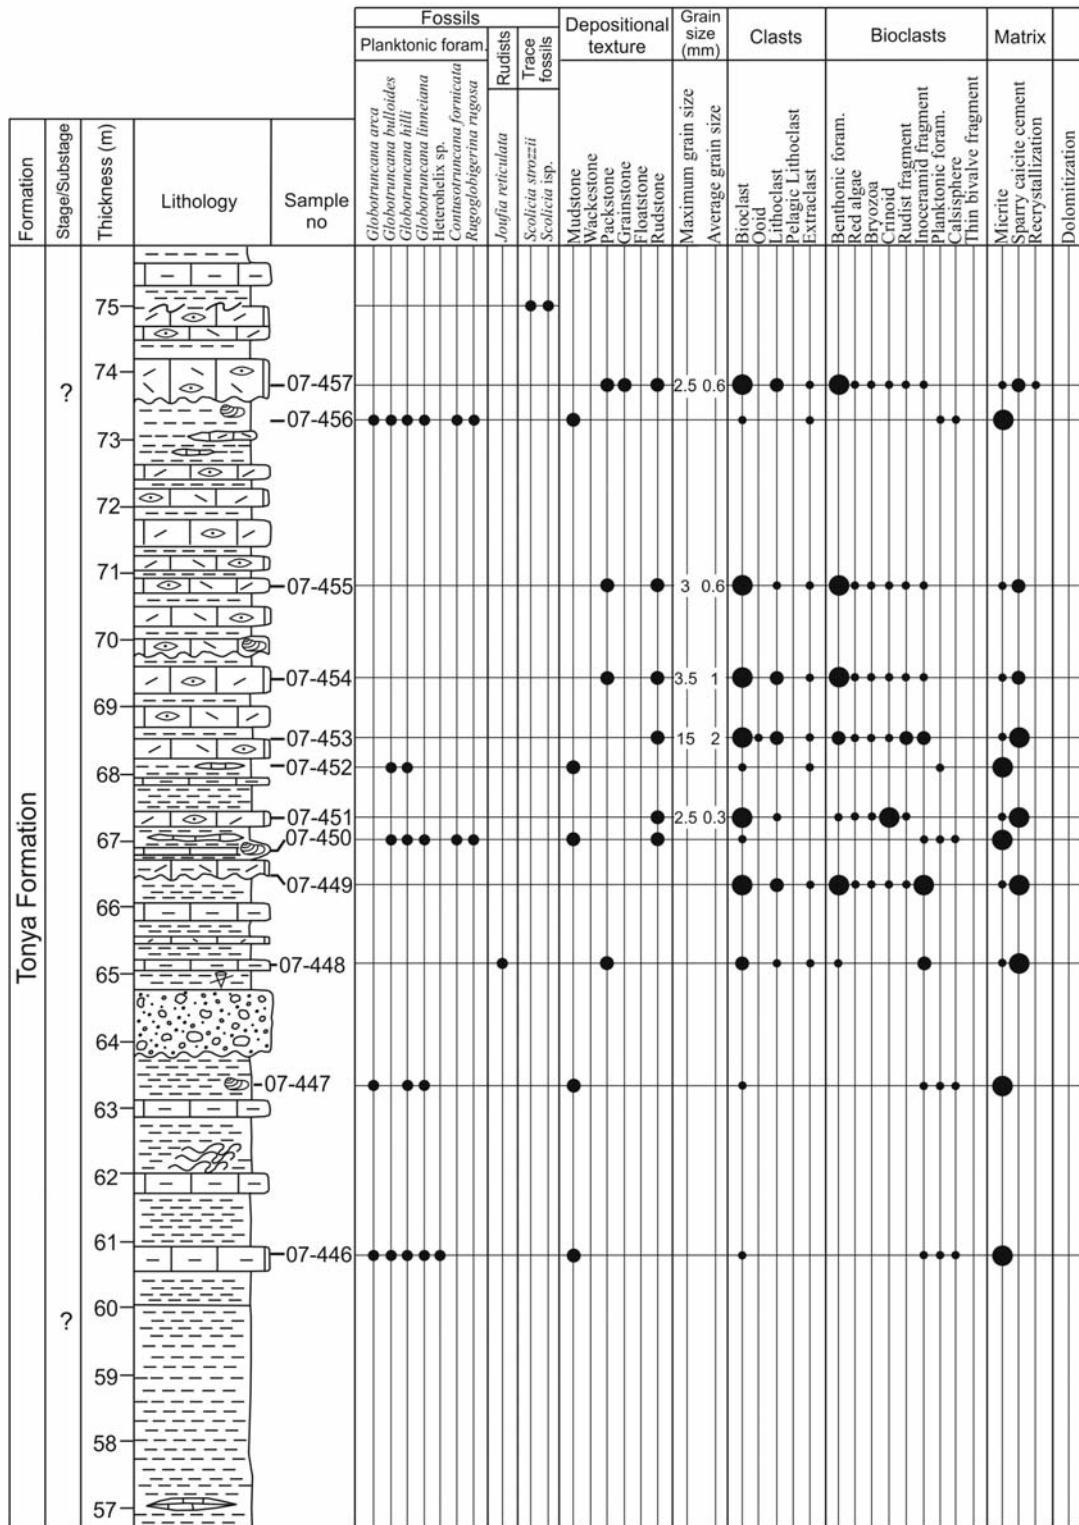 Fossils
Depositional texture
Grain size (mm)
Clasts
Bioclasts
Matrix
Planktonic foram.
Rudists
Trace fossils
Formation
Stage/Substage
Thickness (m)
Lithology
Sample no
Globotruncana arca
Globotruncana bulloides
Globotruncana hilli
Globotruncana linneiana
Heterohelix sp.
Contusotruncana fornicata
Rugoglobigerina rugosa
Joufia reticulata
Scolicia strozzii
Scolicia isp.
Mudstone
Wackestone
Packstone
Grainstone
Floatstone
Rudstone
Maximum grain size
Average grain size
Bioclast
Ooid
Lithoclast
Pelagic Lithoclast
Extraclast
Benthonic foram.
Red algae
Bryozoa
Crinoid
Rudist fragment
Inoceramid fragment
Planktonic foram.
Calsisphere
Thin bivalve fragment
Micrite
Sparry calcite cement
Recrystallization
Dolomitization
75
74
?
07-457
2.5 0.6
07-456
73
72
71
07-455
3 0.6
70
07-454
3.5 1
69
07-453
15 2
07-452
68
07-451
2.5 0.3
07-450
67
07-449
66
07-448
65
64
07-447
63
62
61
07-446
60
?
59
58
57
Tonya Formation